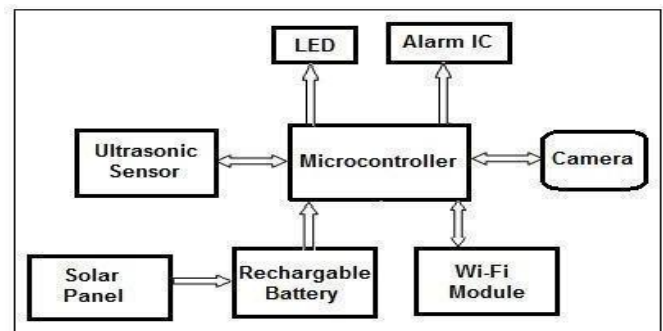 LED
Alarm IC
Ultrasonic
Sensor
Microcontroller
Camera
Solar
Panel
Rechargable
Battery
Wi-Fi
Module